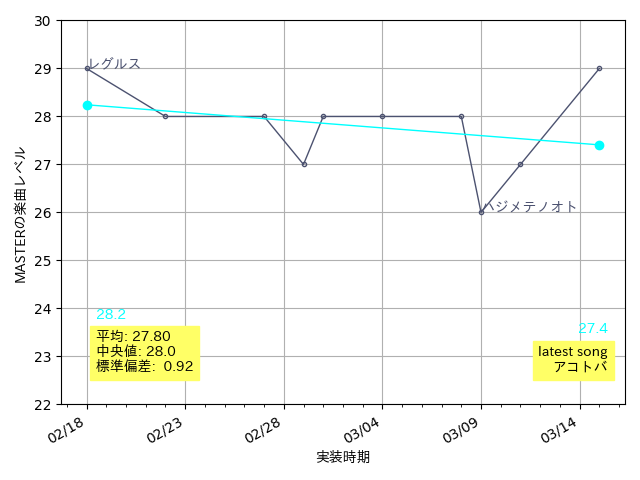 30
29
28
27
26
25
24
23
22
MASTERの楽曲レベル
レグルス
ハジメテノオト
28.2
平均: 27.80
中央値: 28.0
標準偏差: 0.92
27.4
latest song
アコトバ
02/18
02/23
02/28
03/04
03/09
03/14
実装時期